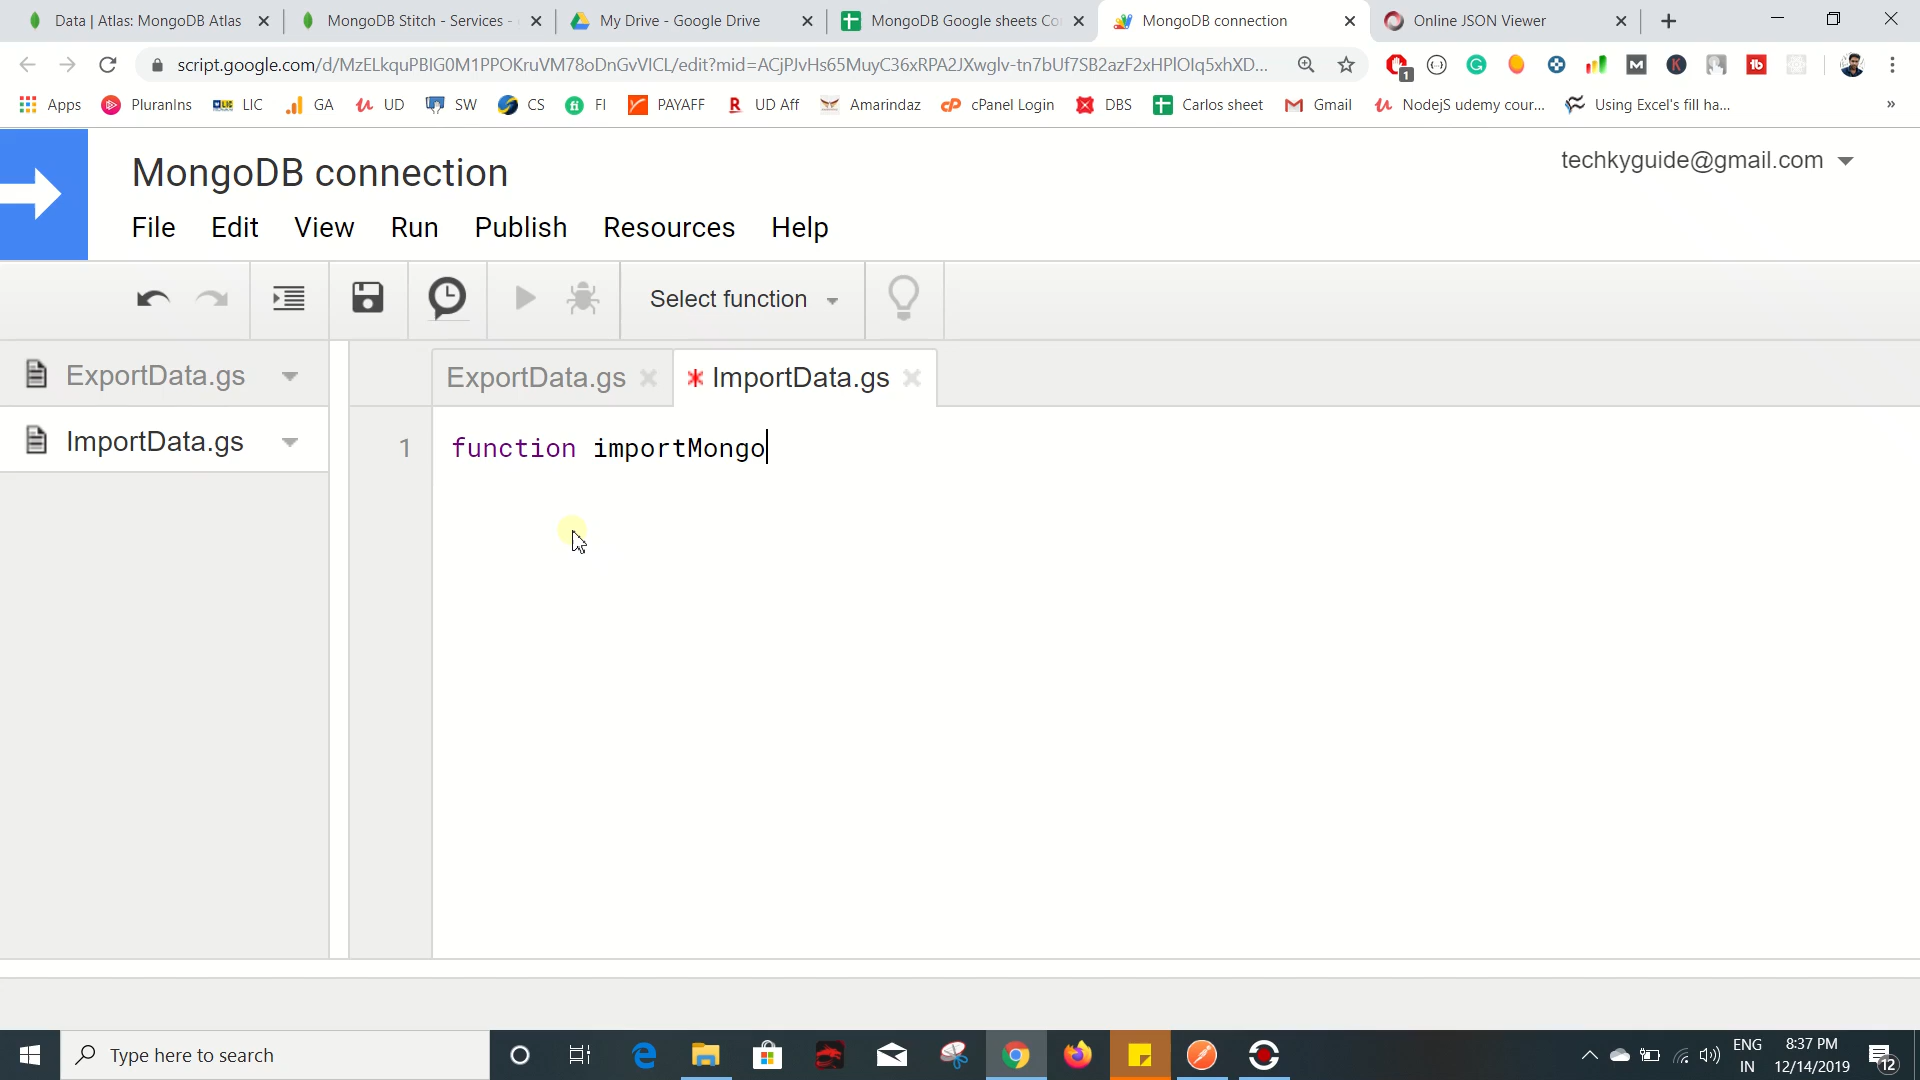 Data | Atlas: MongoDB Atlas
MongoDB Stitch - Services -
My Drive - Google Drive
MongoDB Google sheets Co
MongoDB connection
Online JSON Viewer
script.google.com/d/MzELkquPBIG0M1PPOKruVM78oDnGvVICL/edit?mid=ACjPJvHs65MuyC36xRPA2JXwglv-tn7bUf7SB2azF2xHPlOIq5xhXD...
1
Apps
PluranIns
LIC
GA
UD
SW
CS
FI
PAYAFF
UD Aff
Amarindaz
cPanel Login
DBS
Carlos sheet
Gmail
NodeJS udemy cour...
Using Excel's fill ha...
»
MongoDB connection
techkyguide@gmail.com
File Edit View Run Publish Resources Help
Select function
ExportData.gs
ImportData.gs
ExportData.gs
* ImportData.gs
1 function importMongo
Type here to search
ENG
IN
8:37 PM
12/14/2019
12